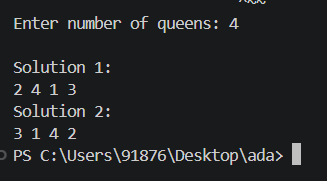 Enter number of queens: 4
Solution 1:
2 4 1 3
Solution 2:
3 1 4 2
PS C:\Users\91876\Desktop\ada>